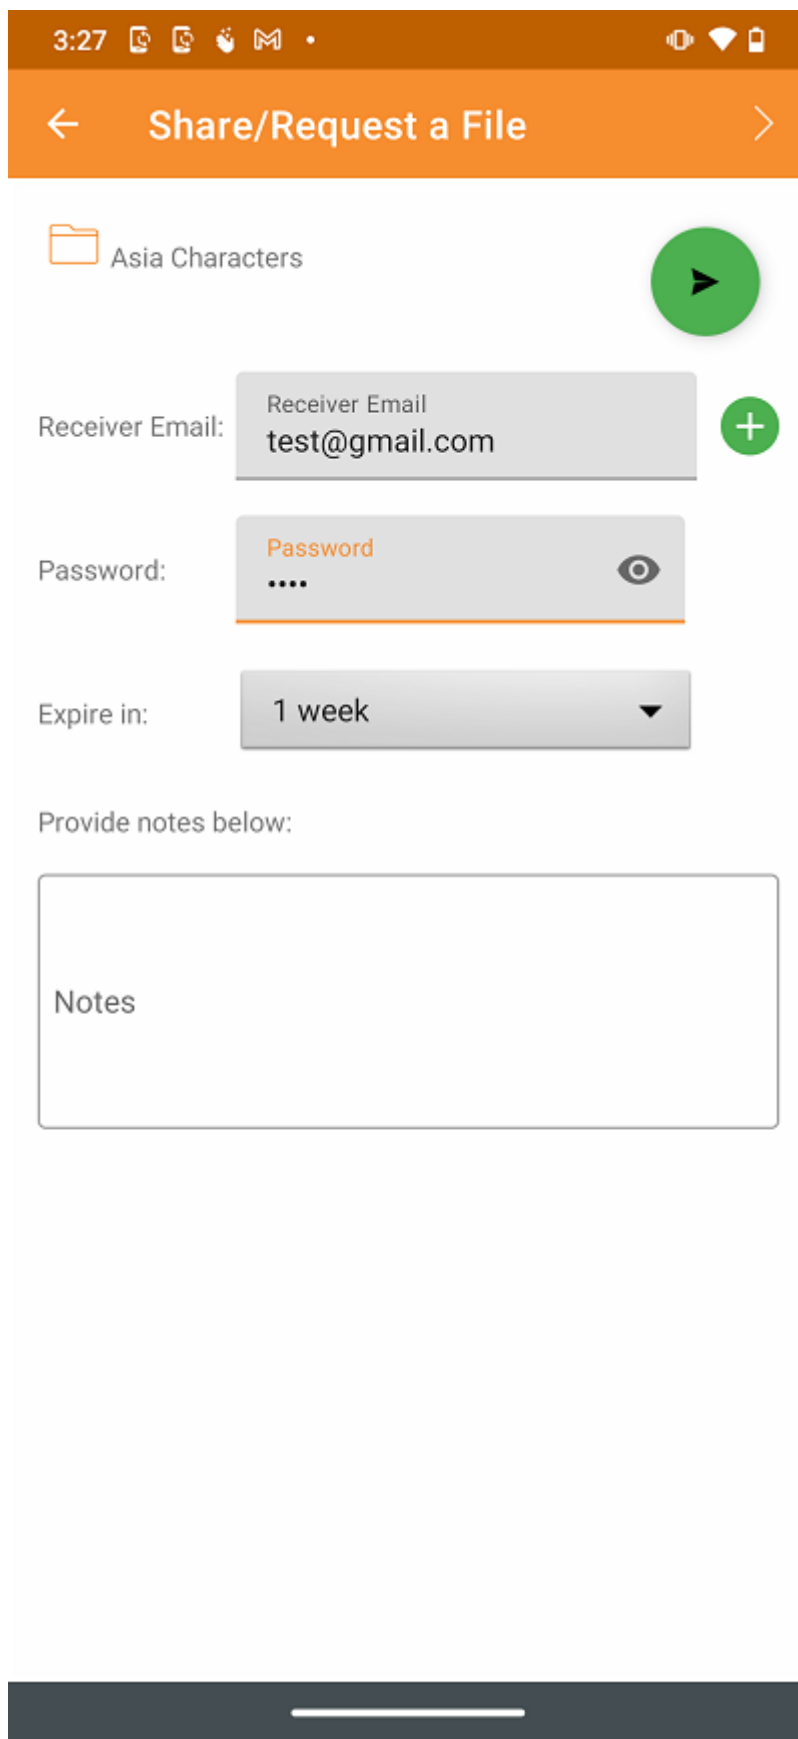 3:27
Share/Request a File
Asia Characters
Receiver Email:
Receiver Email
test@gmail.com
Password:
Password
••••
Expire in:
1 week
Provide notes below:
Notes